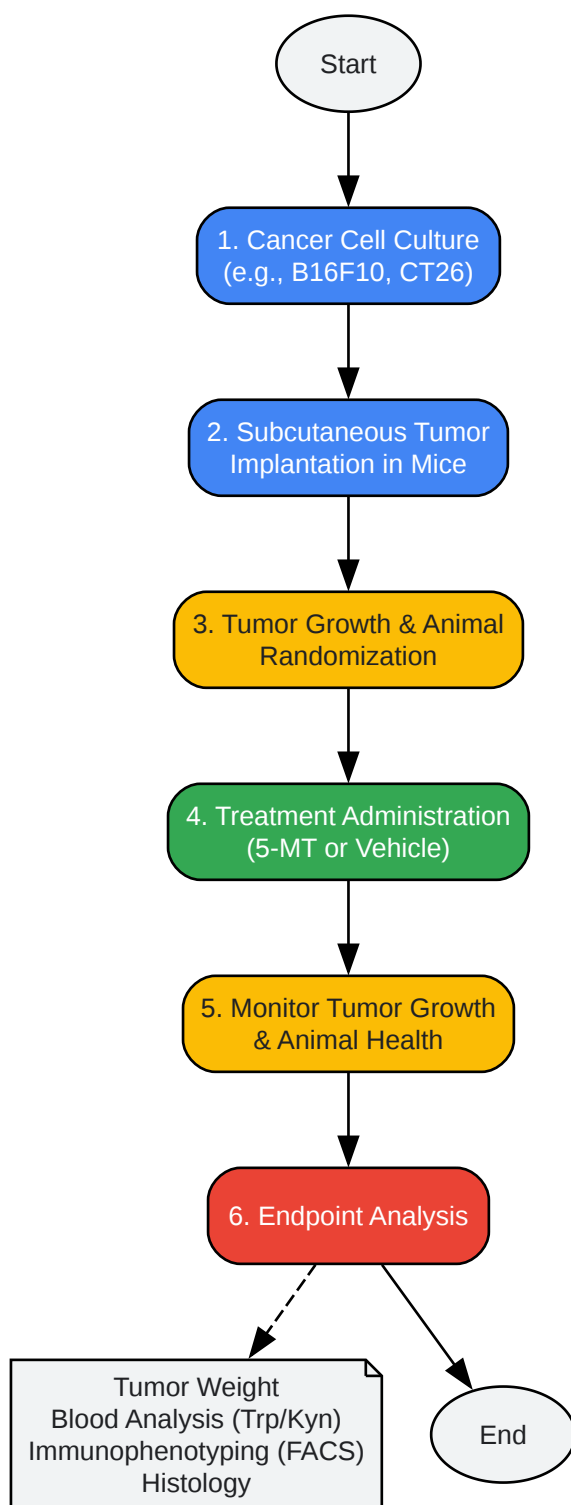 Start
1. Cancer Cell Culture
(e.g., B16F10, CT26)
2. Subcutaneous Tumor
Implantation in Mice
3. Tumor Growth & Animal
Randomization
4. Treatment Administration
(5-MT or Vehicle)
5. Monitor Tumor Growth
& Animal Health
6. Endpoint Analysis
Tumor Weight
Blood Analysis (Trp/Kyn)
Immunophenotyping (FACS)
Histology
End